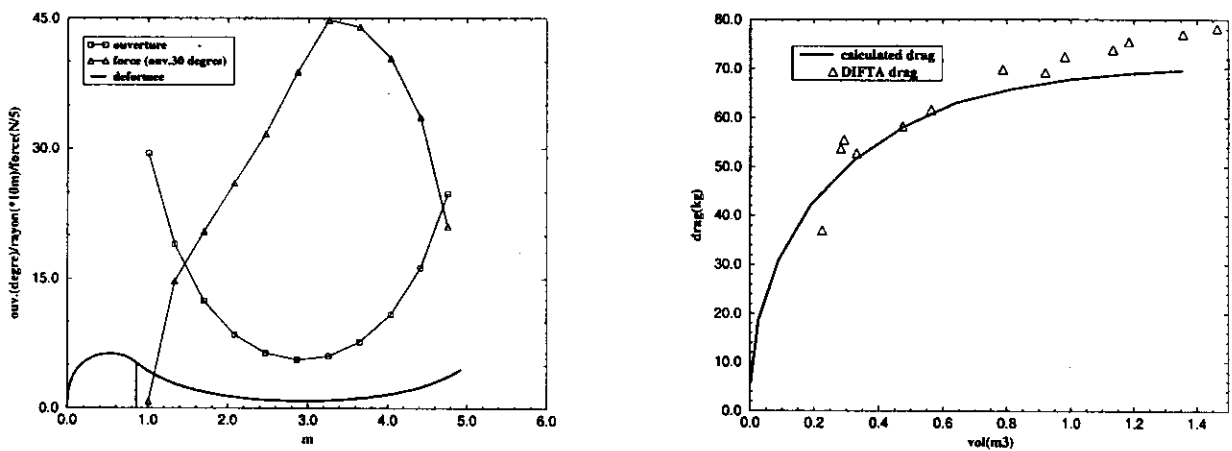 45.0
30.0
15.0
0.0
ouv.(degre)/rayon(*10m)/force(N/5)
ouverture
force (ouv.30 degres)
deformee
0.0 1.0 2.0 3.0 4.0 5.0 6.0
m
80.0
70.0
60.0
50.0
40.0
30.0
20.0
10.0
0.0
drag(kg)
calculated drag
DIFTA drag
0.0 0.2 0.4 0.6 0.8 1.0 1.2 1.4
vol(m3)